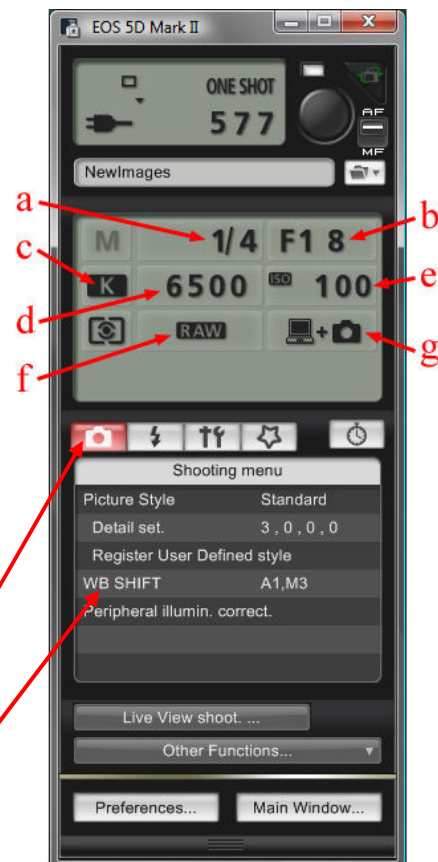 EOS 5D Mark II
ONE SHOT
577
AF
MF
NewImages
a
b
M 1/4 F1 8
c
K 6500 ISO 100
d
e
RAW +
f
g
Shooting menu
Picture Style Standard
Detail set. 3 , 0 , 0 , 0
Register User Defined style
WB SHIFT A1,M3
Peripheral illumin. correct.
Live View shoot. ...
Other Functions...
Preferences... Main Window...